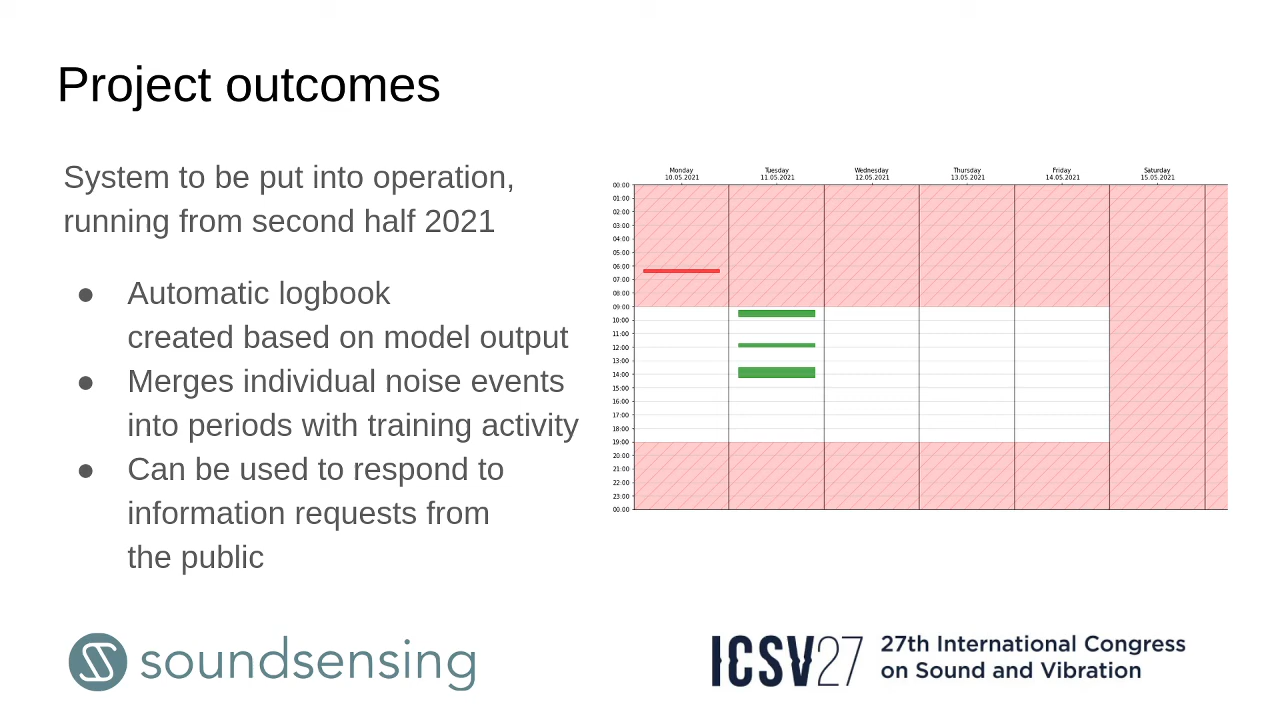 Project outcomes
System to be put into operation,
running from second half 2021
● Automatic logbook
created based on model output
● Merges individual noise events
into periods with training activity
● Can be used to respond to
information requests from
the public
Monday Tuesday Wednesday Thursday Friday Saturday
10.05.2021 11.05.2021 12.05.2021 13.05.2021 14.05.2021 15.05.2021
00:00
01:00
02:00
03:00
04:00
05:00
06:00
07:00
08:00
09:00
10:00
11:00
12:00
13:00
14:00
15:00
16:00
17:00
18:00
19:00
20:00
21:00
22:00
23:00
00:00
soundsensing
ICSV27
27th International Congress
on Sound and Vibration